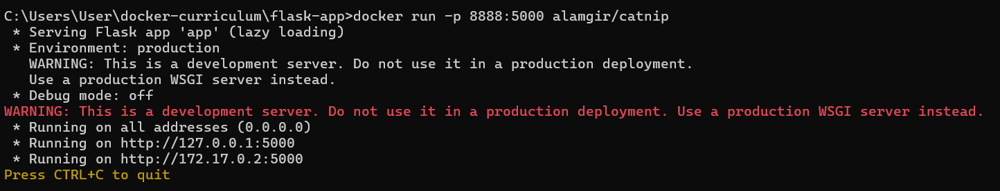 C:\Users\User\docker-curriculum\flask-app>docker run -p 8888:5000 alamgir/catnip
 * Serving Flask app 'app' (lazy loading)
 * Environment: production
   WARNING: This is a development server. Do not use it in a production deployment.
   Use a production WSGI server instead.
 * Debug mode: off
WARNING: This is a development server. Do not use it in a production deployment. Use a production WSGI server instead.
 * Running on all addresses (0.0.0.0)
 * Running on http://127.0.0.1:5000
 * Running on http://172.17.0.2:5000
Press CTRL+C to quit